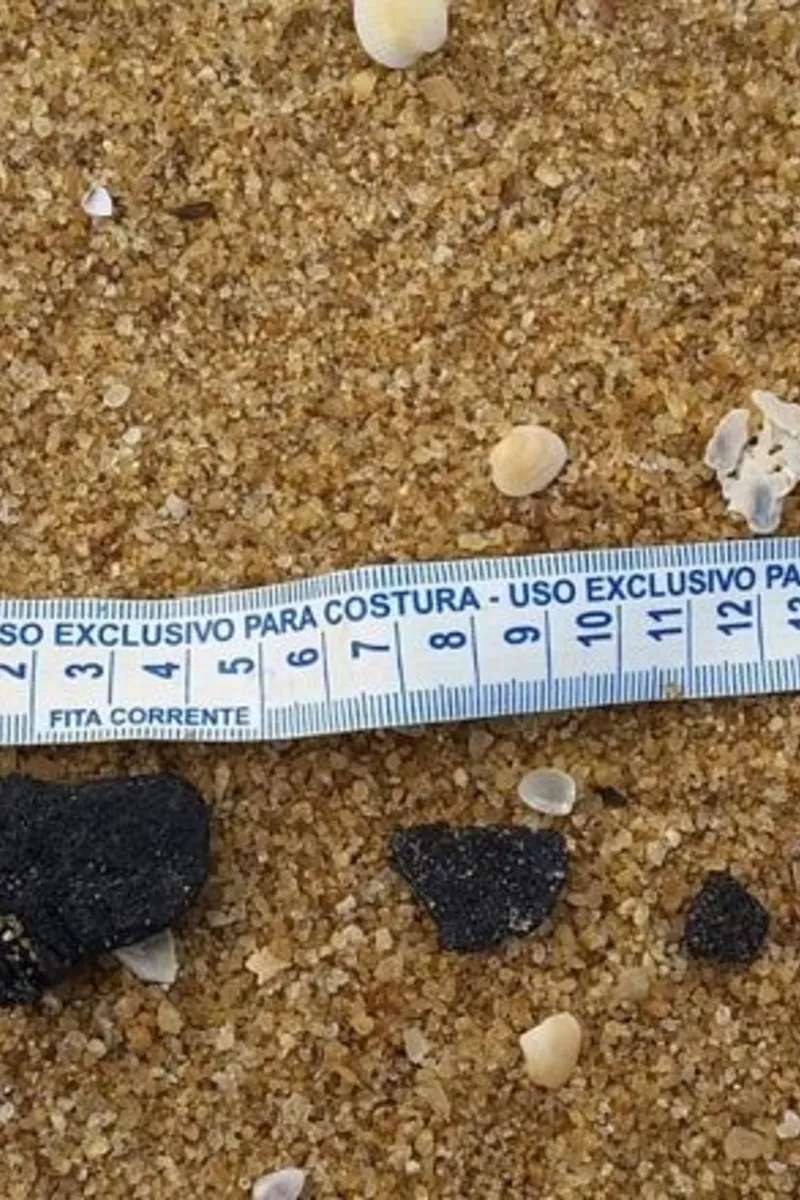 SO EXCLUSIVO PARA COSTURA - USO EXCLUSIVO PA
2 3 4 5 6 7 8 9 10 11 12 13
FITA CORRENTE